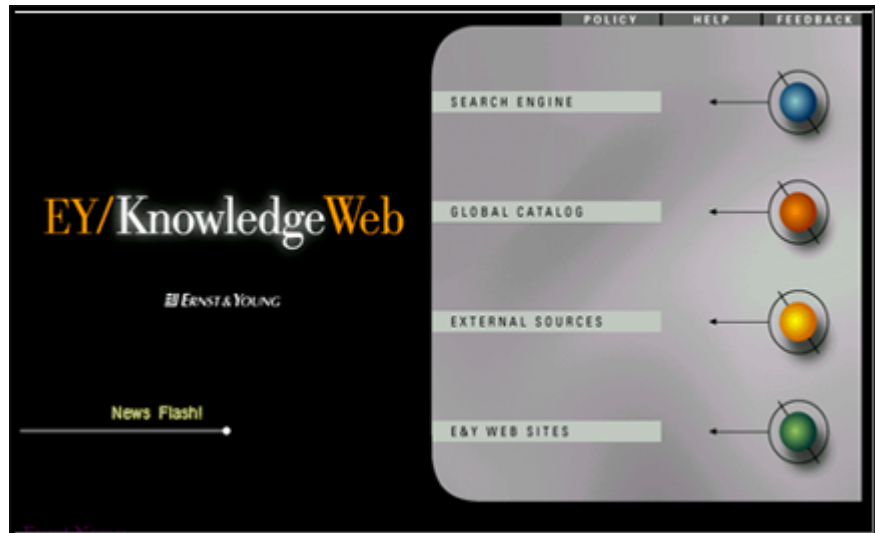 POLICY HELP FEEDBACK
SEARCH ENGINE
GLOBAL CATALOG
EY/KnowledgeWeb
ERNST & YOUNG
EXTERNAL SOURCES
News Flash!
E&Y WEB SITES